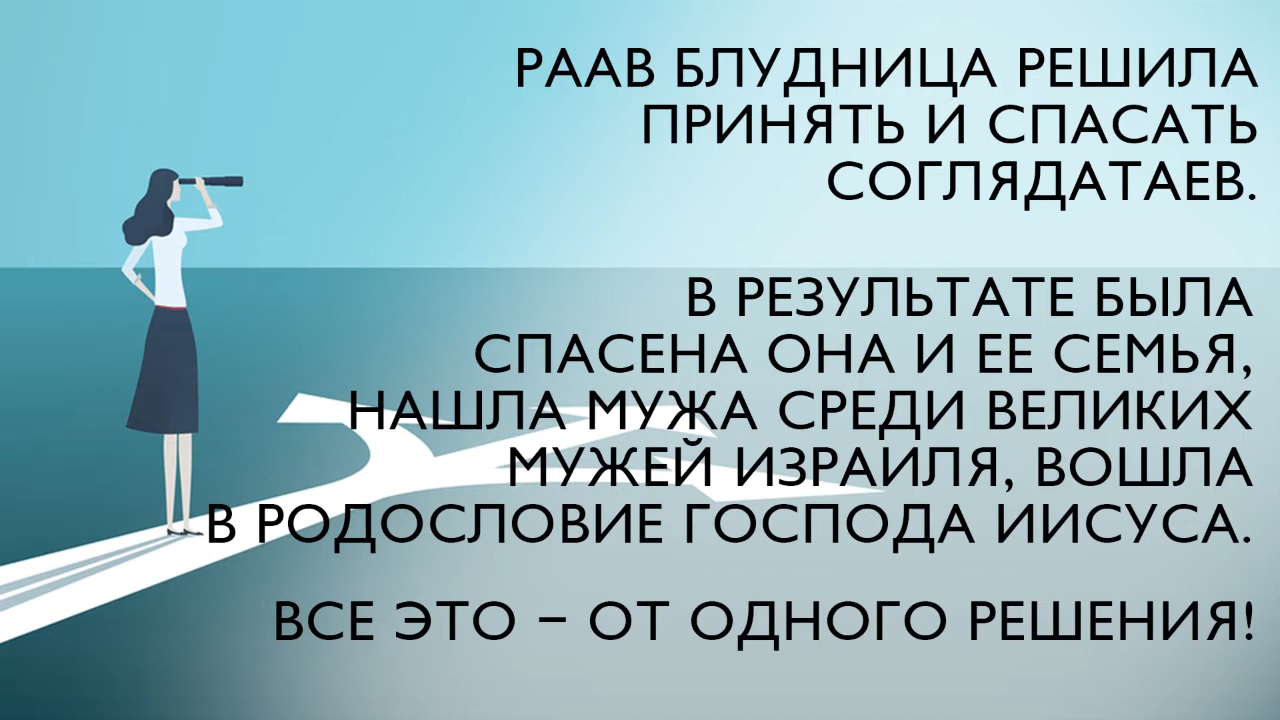 РААВ БЛУДНИЦА РЕШИЛА
ПРИНЯТЬ И СПАСАТЬ
СОГЛЯДАТАЕВ.
В РЕЗУЛЬТАТЕ БЫЛА
СПАСЕНА ОНА И ЕЕ СЕМЬЯ,
НАШЛА МУЖА СРЕДИ ВЕЛИКИХ
МУЖЕЙ ИЗРАИЛЯ, ВОШЛА
В РОДОСЛОВИЕ ГОСПОДА ИИСУСА.
ВСЕ ЭТО – ОТ ОДНОГО РЕШЕНИЯ!